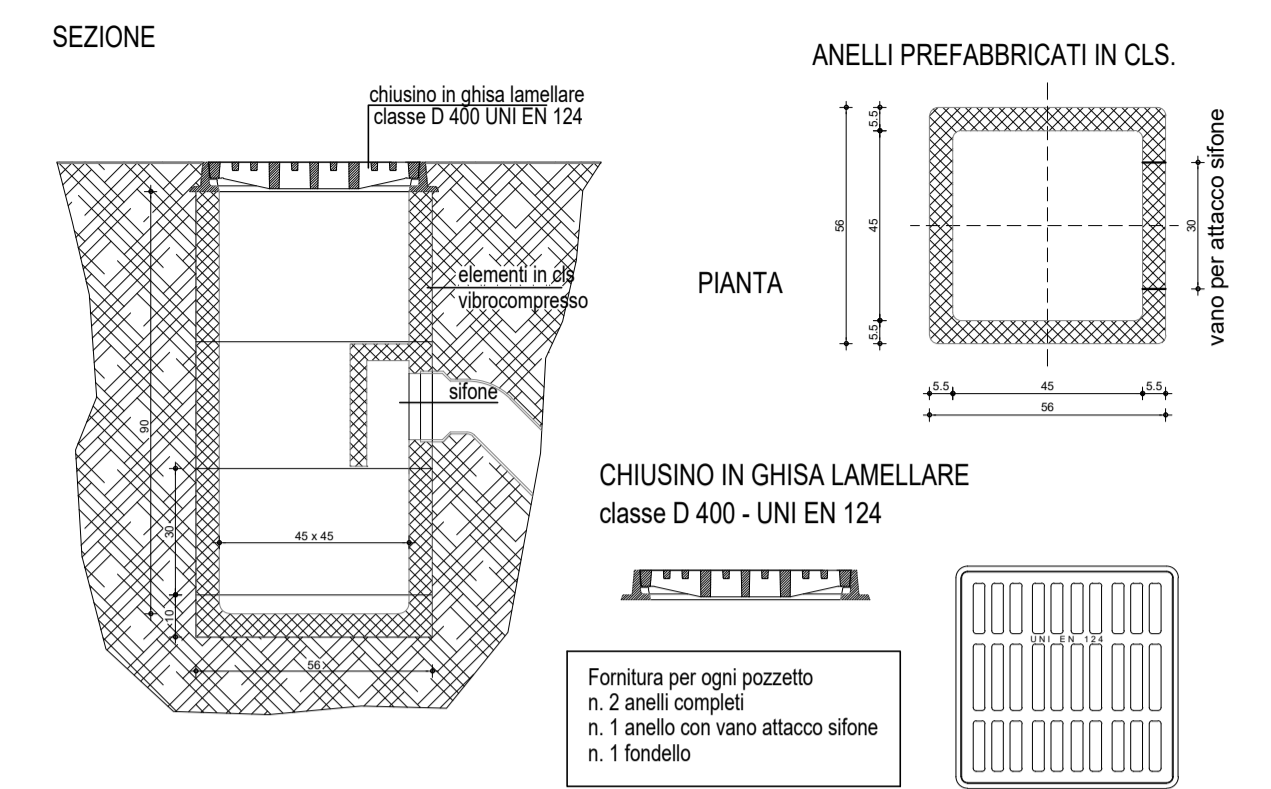 SEZIONE
chiusino in ghisa lamellare
classe D 400 UNI EN 124
elementi in cls
vibrocompresso
sifone
90
30
10
45 x 45
56
ANELLI PREFABBRICATI IN CLS.
PIANTA
56
5.5
45
5.5
30
vano per attacco sifone
5.5
45
5.5
56
CHIUSINO IN GHISA LAMELLARE
classe D 400 - UNI EN 124
UNI EN 124
Fornitura per ogni pozzetto
n. 2 anelli completi
n. 1 anello con vano attacco sifone
n. 1 fondello